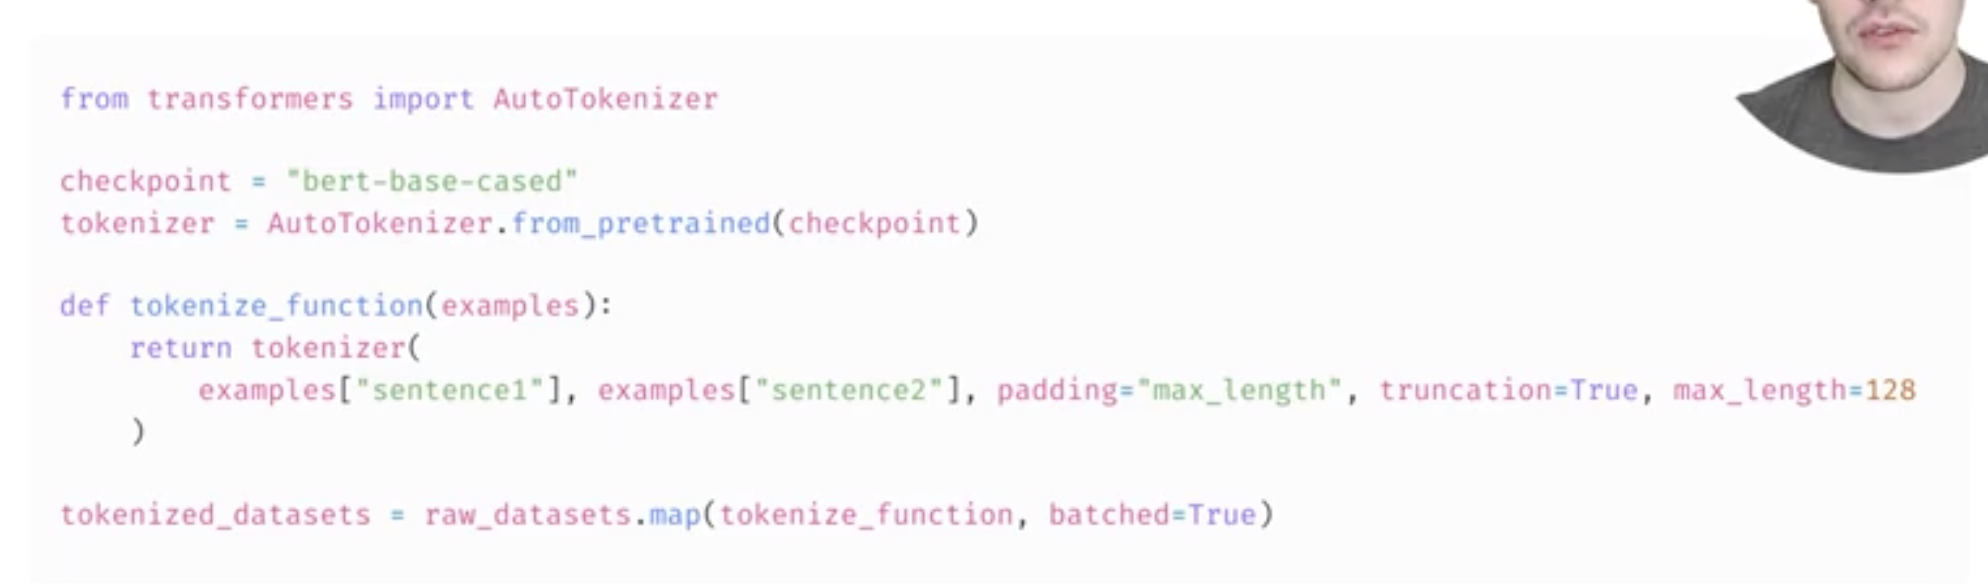 from transformers import AutoTokenizer
checkpoint = "bert-base-cased"
tokenizer = AutoTokenizer.from_pretrained(checkpoint)
def tokenize_function(examples):
    return tokenizer(
        examples["sentence1"], examples["sentence2"], padding="max_length", truncation=True, max_length=128
    )
tokenized_datasets = raw_datasets.map(tokenize_function, batched=True)